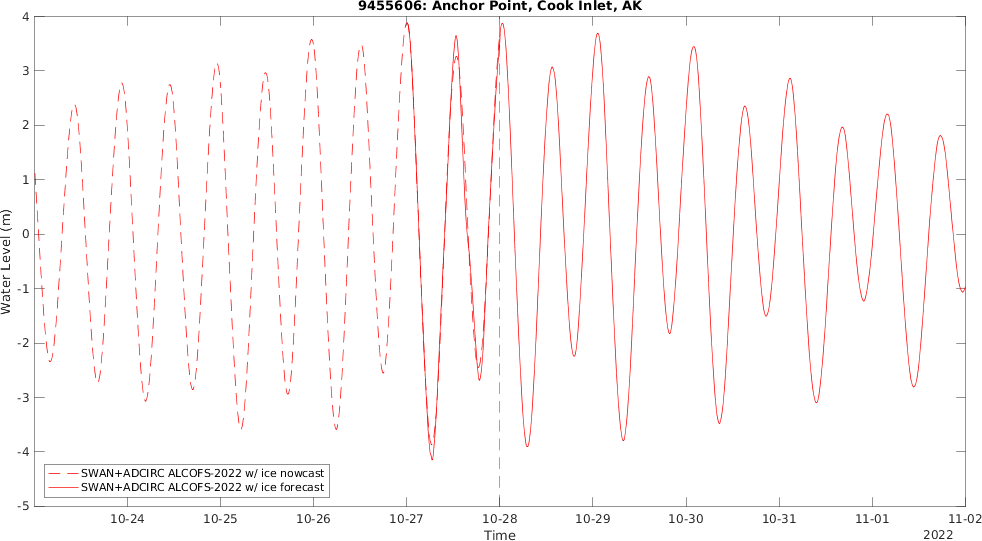 9455606: Anchor Point, Cook Inlet, AK
4
3
2
1
0
-1
-2
-3
-4
-5
Water Level (m)
SWAN+ADCIRC ALCOFS-2022 w/ ice nowcast
SWAN+ADCIRC ALCOFS-2022 w/ ice forecast
10-24 10-25 10-26 10-27 10-28 10-29 10-30 10-31 11-01 11-02
Time
2022